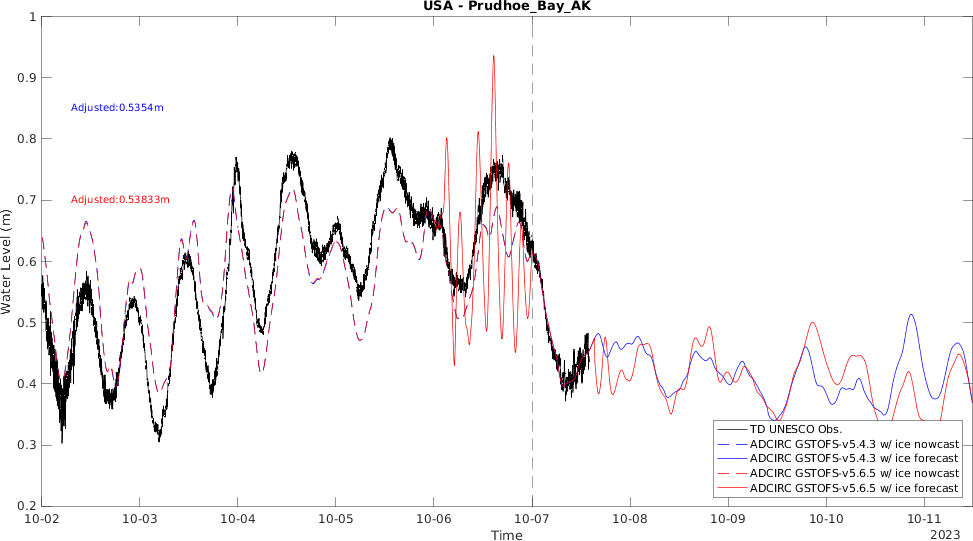 USA - Prudhoe_Bay_AK
1
0.9
0.8
0.7
0.6
0.5
0.4
0.3
0.2
Water Level (m)
Adjusted:0.5354m
Adjusted:0.53833m
TD UNESCO Obs.
ADCIRC GSTOFS-v5.4.3 w/ ice nowcast
ADCIRC GSTOFS-v5.4.3 w/ ice forecast
ADCIRC GSTOFS-v5.6.5 w/ ice nowcast
ADCIRC GSTOFS-v5.6.5 w/ ice forecast
10-02 10-03 10-04 10-05 10-06 10-07 10-08 10-09 10-10 10-11
Time
2023